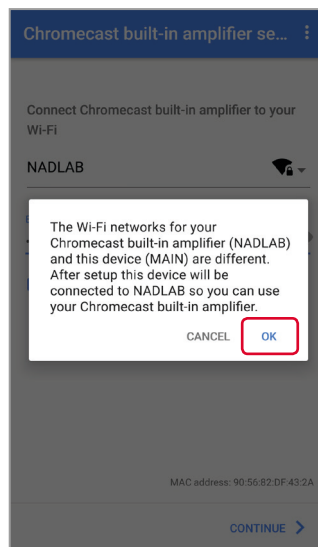 Chromecast built-in amplifier se...
Connect Chromecast built-in amplifier to your
Wi-Fi
NADLAB
The Wi-Fi networks for your
Chromecast built-in amplifier (NADLAB)
and this device (MAIN) are different.
After setup this device will be
connected to NADLAB so you can use
your Chromecast built-in amplifier.
CANCEL OK
MAC address: 90:56:82:DF:43:2A
CONTINUE